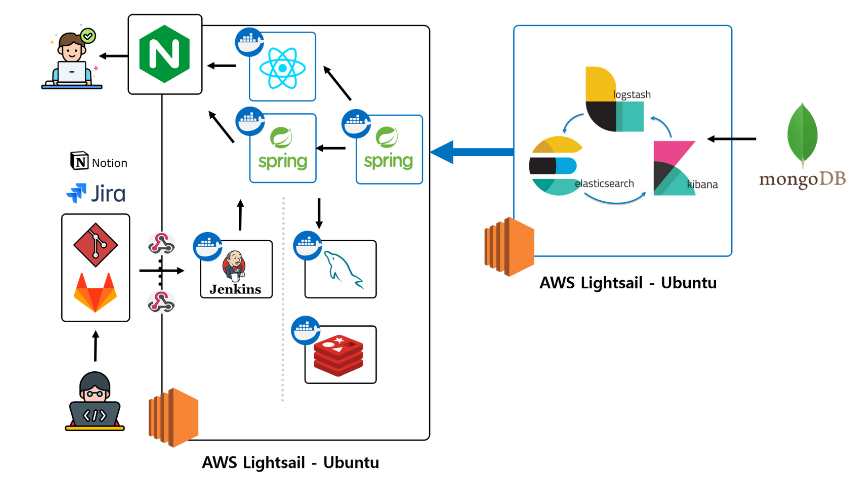 N
spring
spring
logstash
elasticsearch
kibana
mongoDB
N Notion
Jira
Jenkins
</>
AWS Lightsail - Ubuntu
AWS Lightsail - Ubuntu